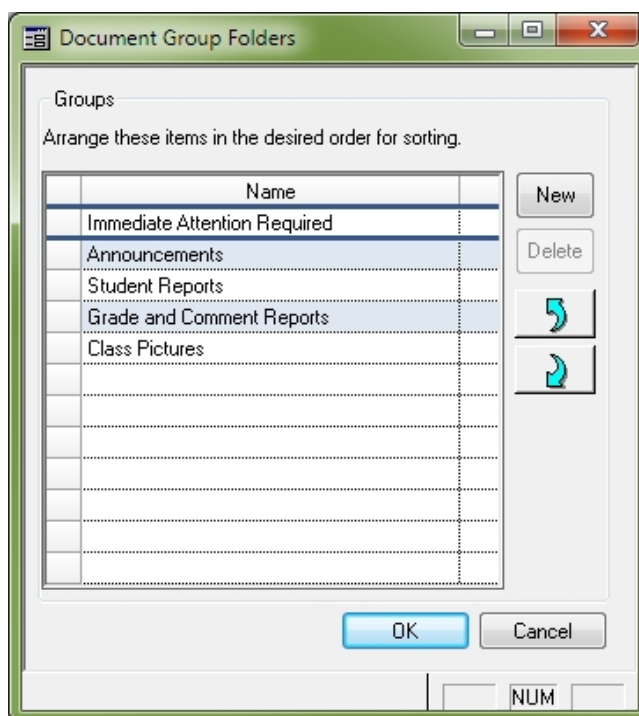 Document Group Folders
Groups
Arrange these items in the desired order for sorting.
Name
New
Immediate Attention Required
Announcements
Delete
Student Reports
Grade and Comment Reports
Class Pictures
OK
Cancel
NUM